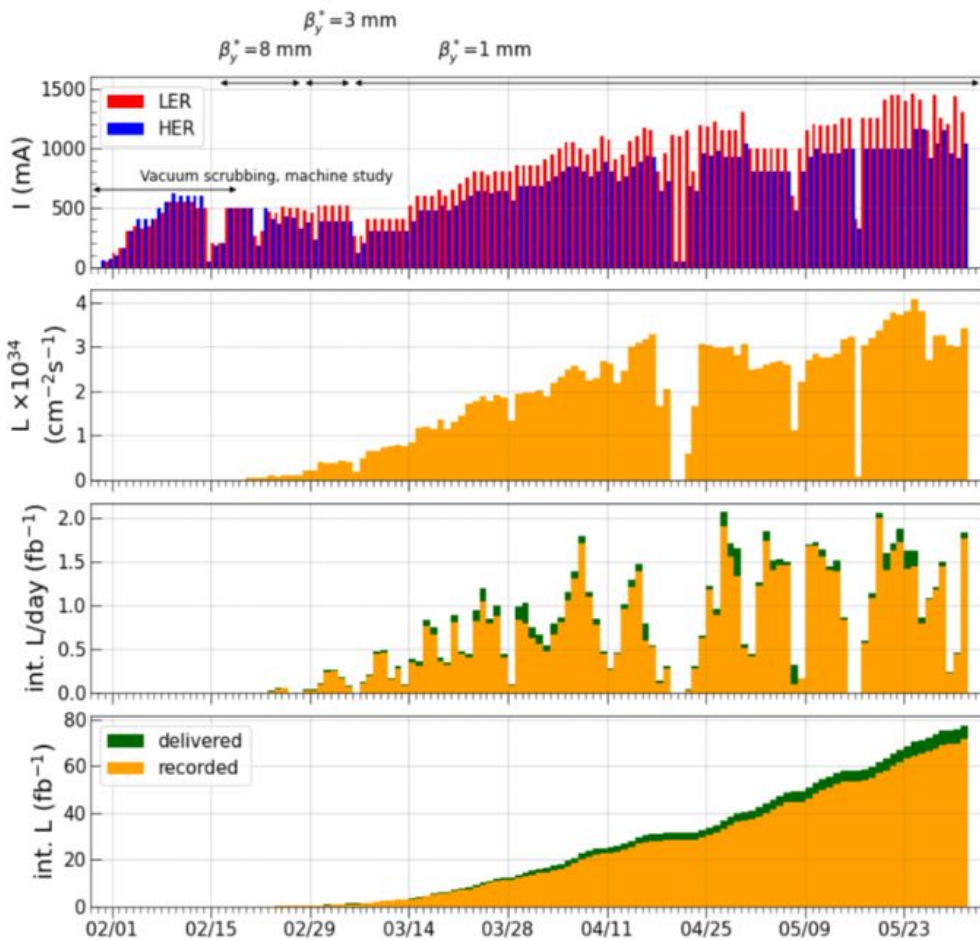 β*y=3 mm
β*y=8 mm
β*y=1 mm
1500
1000
500
0
I (mA)
LER
HER
Vacuum scrubbing, machine study
4
3
2
1
0
L ×10³⁴
(cm⁻²s⁻¹)
2.0
1.5
1.0
0.5
0.0
int. L/day (fb⁻¹)
80
60
40
20
0
int. L (fb⁻¹)
delivered
recorded
02/01 02/15 02/29 03/14 03/28 04/11 04/25 05/09 05/23